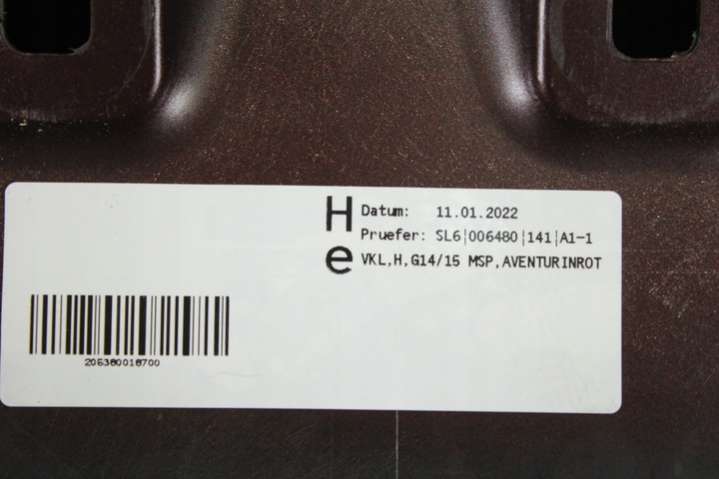 H
e
Datum: 11.01.2022
Pruefer: SL6|006480|141|A1-1
VKL,H,G14/15 MSP,AVENTURINROT
206380018700